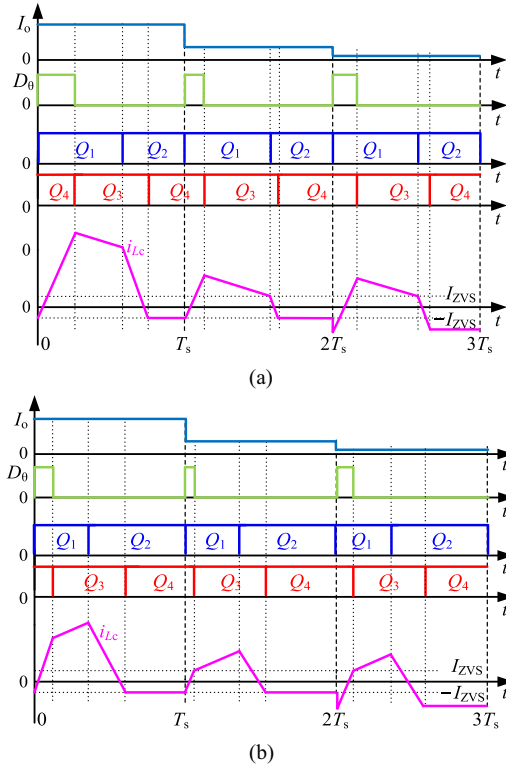 I_o
0 t
D_θ
0 t
Q_1 Q_2 Q_1 Q_2 Q_1 Q_2
0 t
Q_4 Q_3 Q_4 Q_3 Q_4 Q_3 Q_4
0 t
0 i_Lc
I_ZVS
0
−I_ZVS t
0 T_s 2T_s 3T_s
(a)
I_o
0 t
D_θ
0 t
Q_1 Q_2 Q_1 Q_2 Q_1 Q_2
0 t
Q_3 Q_4 Q_3 Q_4 Q_3 Q_4
0 t
i_Lc
I_ZVS
0 t
−I_ZVS
0 T_s 2T_s 3T_s
(b)